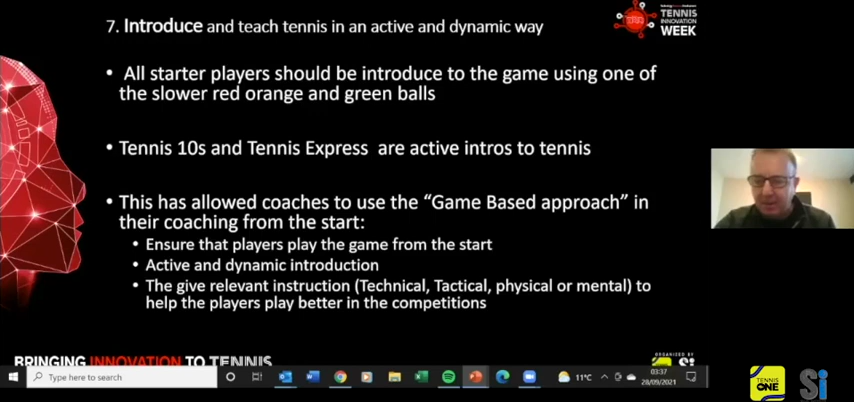 7. Introduce and teach tennis in an active and dynamic way
TENNIS
INNOVATION
WEEK
• All starter players should be introduce to the game using one of
the slower red orange and green balls
• Tennis 10s and Tennis Express are active intros to tennis
• This has allowed coaches to use the “Game Based approach” in
their coaching from the start:
• Ensure that players play the game from the start
• Active and dynamic introduction
• The give relevant instruction (Technical, Tactical, physical or mental) to
help the players play better in the competitions
BRINGING INNOVATION TO TENNIS
ORGANIZED BY
Type here to search
11°C
03:37
28/09/2021
TENNIS
ONE
Si